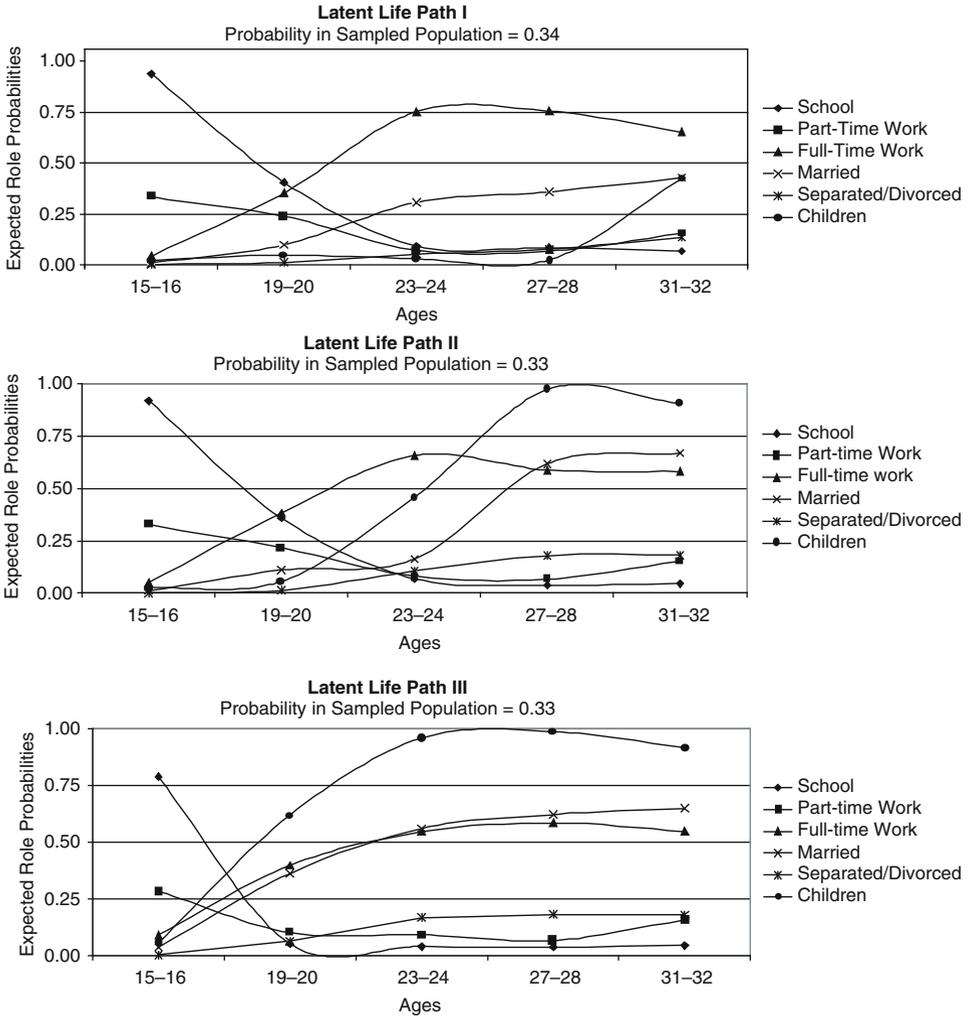 Latent Life Path I
Probability in Sampled Population = 0.34
Expected Role Probabilities
1.00
0.75
0.50
0.25
0.00
15–16 19–20 23–24 27–28 31–32
Ages
School
Part-Time Work
Full-Time Work
Married
Separated/Divorced
Children
Latent Life Path II
Probability in Sampled Population = 0.33
Expected Role Probabilities
1.00
0.75
0.50
0.25
0.00
15–16 19–20 23–24 27–28 31–32
Ages
School
Part-time Work
Full-time work
Married
Separated/Divorced
Children
Latent Life Path III
Probability in Sampled Population = 0.33
Expected Role Probabilities
1.00
0.75
0.50
0.25
0.00
15–16 19–20 23–24 27–28 31–32
Ages
School
Part-time Work
Full-time Work
Married
Separated/Divorced
Children